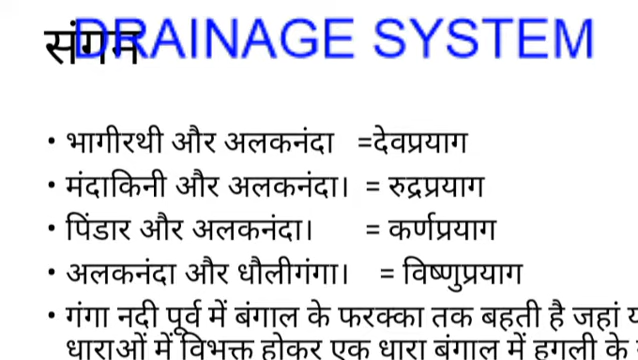 DRAINAGE SYSTEM
संगम
• भागीरथी और अलकनंदा =देवप्रयाग
• मंदाकिनी और अलकनंदा। = रुद्रप्रयाग
• पिंडार और अलकनंदा। = कर्णप्रयाग
• अलकनंदा और धौलीगंगा। = विष्णुप्रयाग
• गंगा नदी पूर्व में बंगाल के फरक्का तक बहती है जहां
धाराओं में विभक्त होकर एक धारा बंगाल में हुगली के